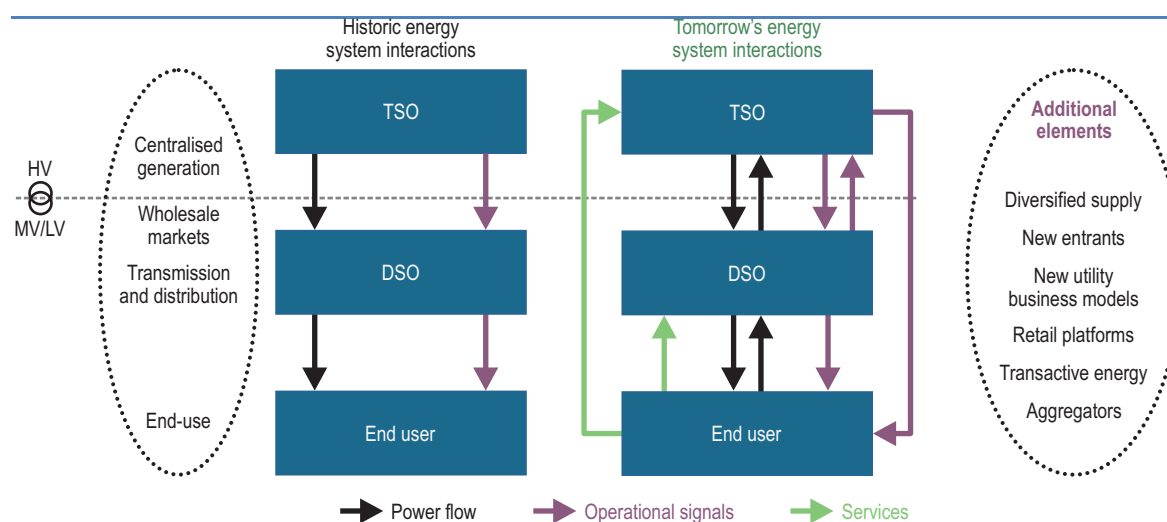 Historic energy
system interactions
Tomorrow's energy
system interactions
TSO
TSO
Additional
elements
Centralised
generation
HV
MV/LV
Wholesale
markets
Diversified supply
New entrants
Transmission
and distribution
DSO
DSO
New utility
business models
Retail platforms
Transactive energy
Aggregators
End-use
End user
End user
Power flow
Operational signals
Services